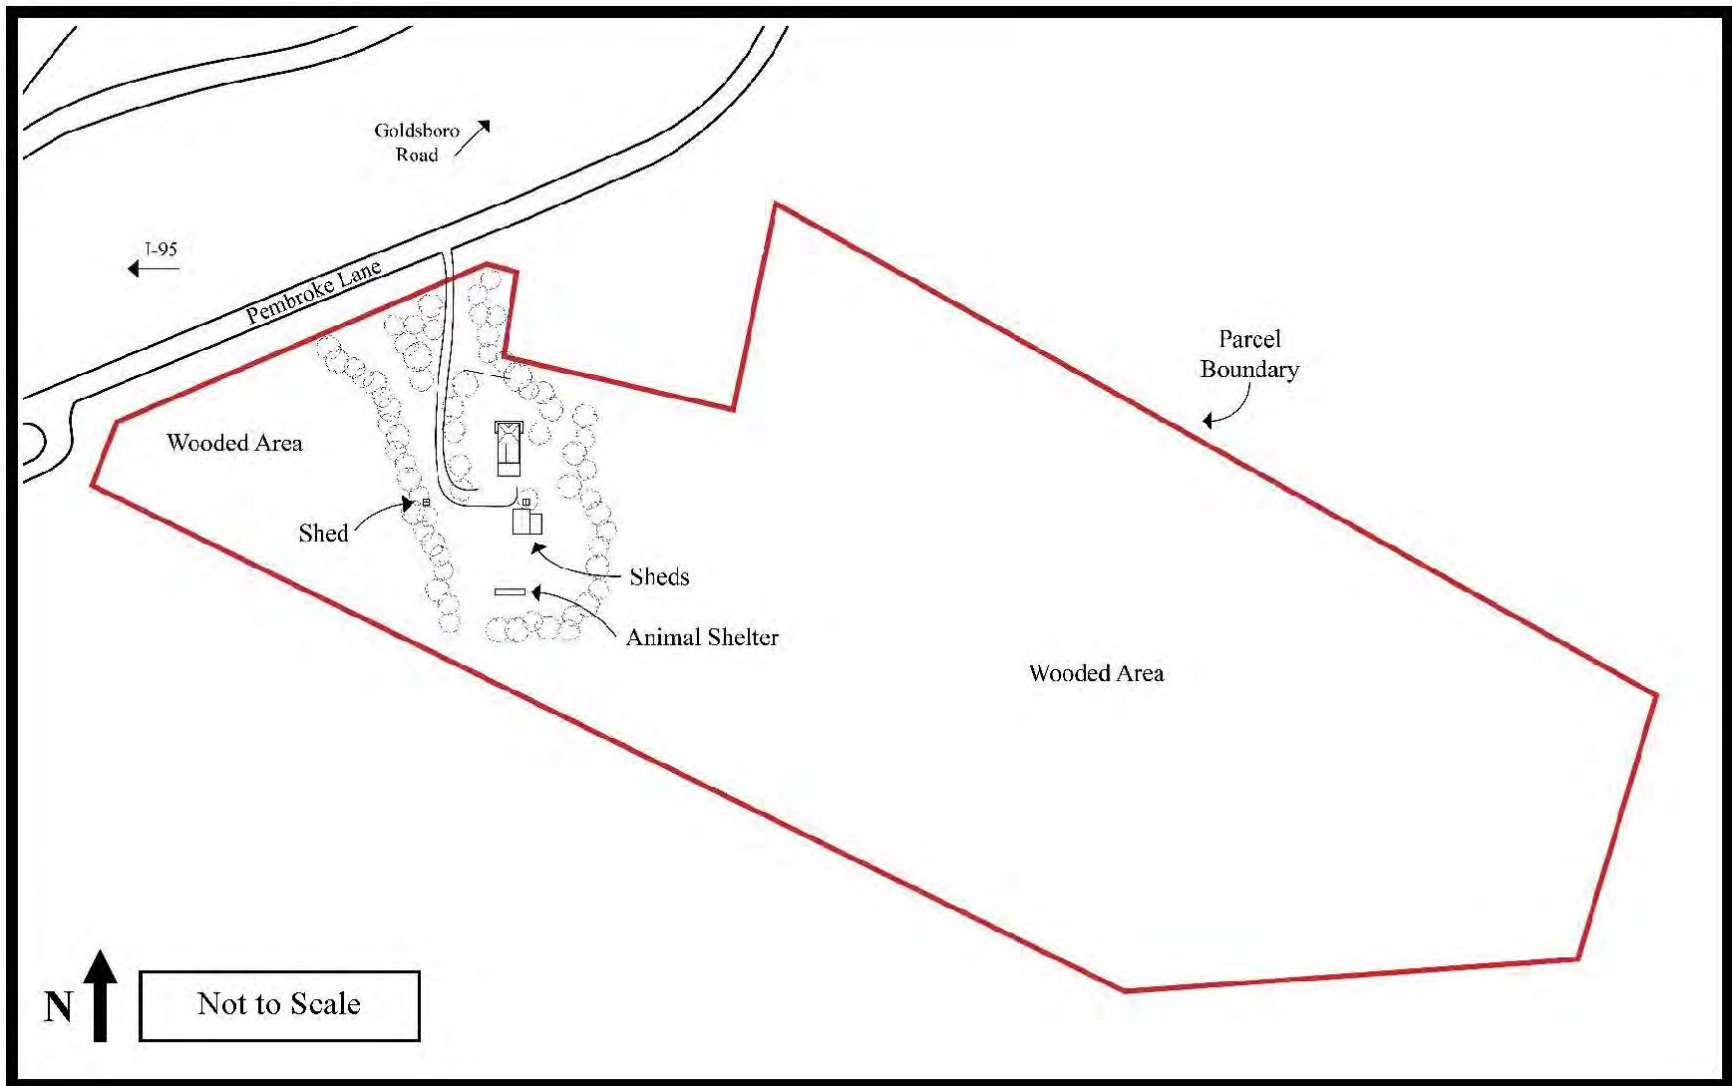 Goldsboro
Road
I-95
Pembroke Lane
Parcel
Boundary
Wooded Area
Shed
Sheds
Animal Shelter
Wooded Area
N
Not to Scale